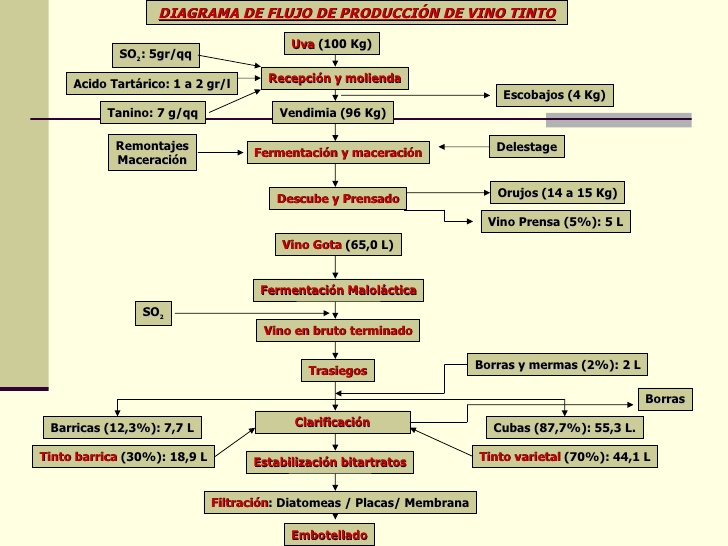 DIAGRAMA DE FLUJO DE PRODUCCIÓN DE VINO TINTO
Uva (100 Kg)
SO2: 5gr/qq
Recepción y molienda
Acido Tartárico: 1 a 2 gr/l
Escobajos (4 Kg)
Tanino: 7 g/qq
Vendimia (96 Kg)
Remontajes
Maceración
Fermentación y maceración
Delestage
Descube y Prensado
Orujos (14 a 15 Kg)
Vino Prensa (5%): 5 L
Vino Gota (65,0 L)
Fermentación Maloláctica
SO2
Vino en bruto terminado
Trasiegos
Borras y mermas (2%): 2 L
Borras
Barricas (12,3%): 7,7 L
Clarificación
Cubas (87,7%): 55,3 L.
Tinto barrica (30%): 18,9 L
Estabilización bitartratos
Tinto varietal (70%): 44,1 L
Filtración: Diatomeas / Placas/ Membrana
Embotellado